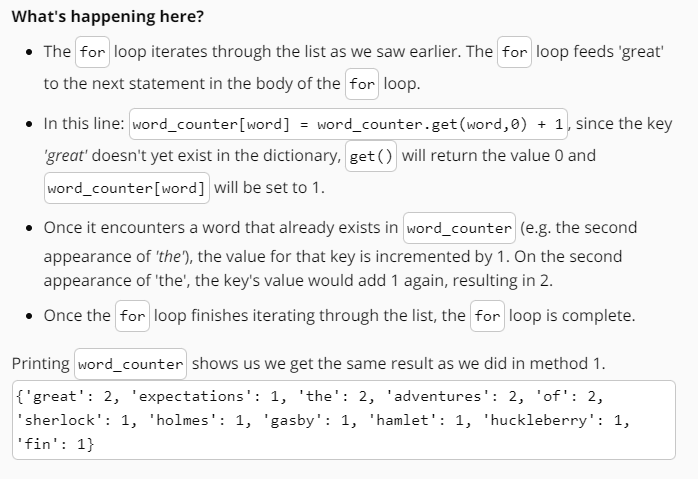 What's happening here?
• The for loop iterates through the list as we saw earlier. The for loop feeds 'great'
to the next statement in the body of the for loop.
• In this line: word_counter[word] = word_counter.get(word,0) + 1, since the key
'great' doesn't yet exist in the dictionary, get() will return the value 0 and
word_counter[word] will be set to 1.
• Once it encounters a word that already exists in word_counter (e.g. the second
appearance of 'the'), the value for that key is incremented by 1. On the second
appearance of 'the', the key's value would add 1 again, resulting in 2.
• Once the for loop finishes iterating through the list, the for loop is complete.
Printing word_counter shows us we get the same result as we did in method 1.
{'great': 2, 'expectations': 1, 'the': 2, 'adventures': 2, 'of': 2,
'sherlock': 1, 'holmes': 1, 'gasby': 1, 'hamlet': 1, 'huckleberry': 1,
'fin': 1}